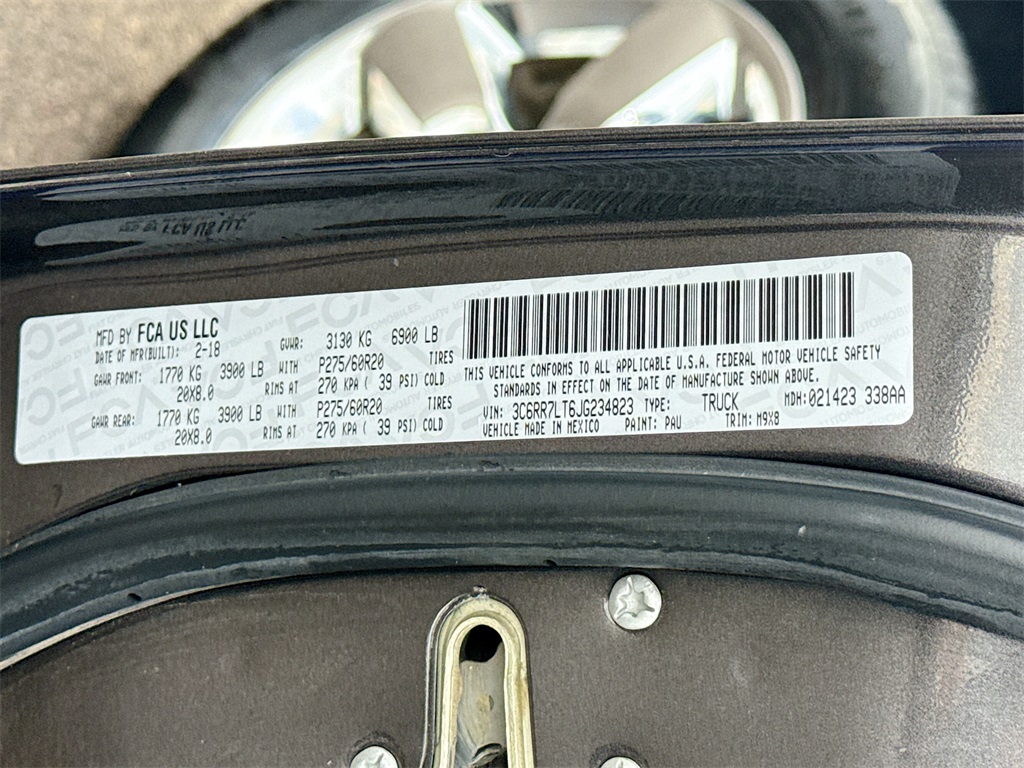 MFD BY FCA US LLC
DATE OF MFR(BUILT): 2-18 GVWR: 3130 KG 6900 LB
GAWR FRONT: 1770 KG 3900 LB WITH P275/60R20 TIRES
20X8.0 RIMS AT 270 KPA ( 39 PSI) COLD
GAWR REAR: 1770 KG 3900 LB WITH P275/60R20 TIRES
20X8.0 RIMS AT 270 KPA ( 39 PSI) COLD
THIS VEHICLE CONFORMS TO ALL APPLICABLE U.S.A. FEDERAL MOTOR VEHICLE SAFETY
STANDARDS IN EFFECT ON THE DATE OF MANUFACTURE SHOWN ABOVE.
VIN: 3C6RR7LT6JG234823 TYPE: TRUCK MDH:021423 338AA
VEHICLE MADE IN MEXICO PAINT: PAU TRIM: M9X8